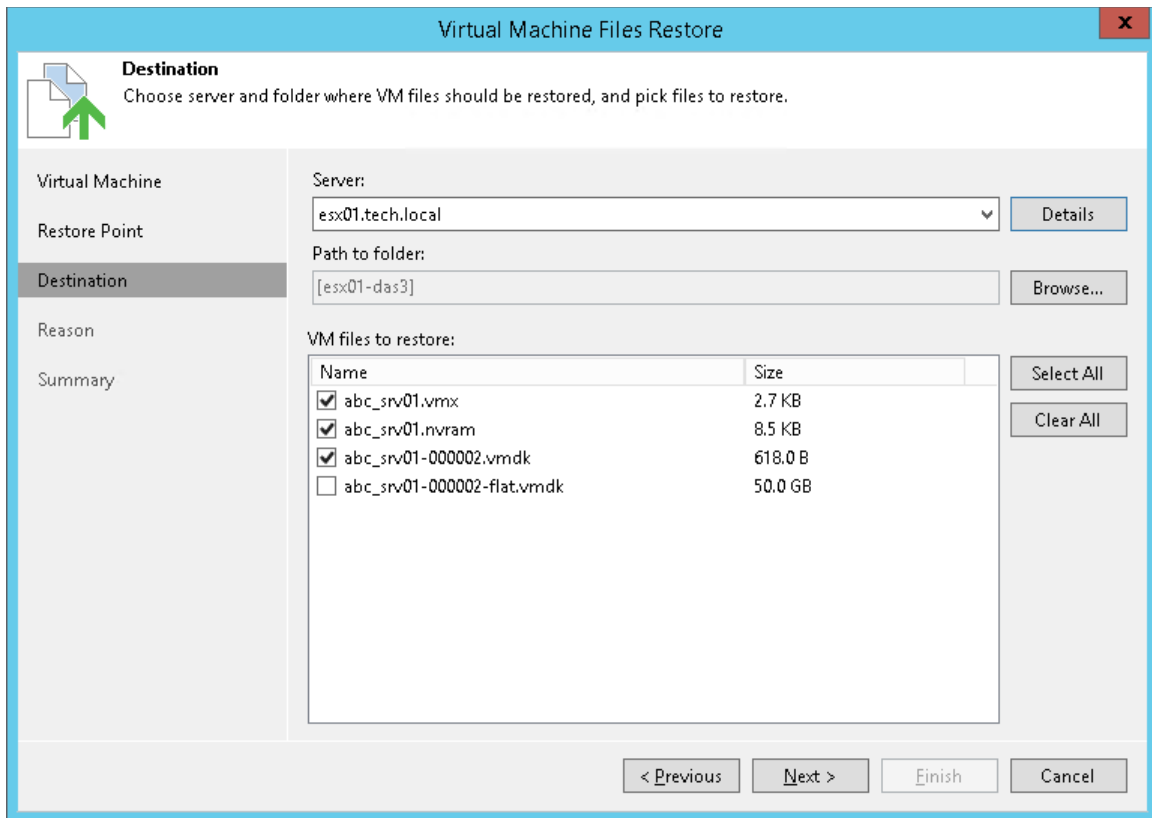 Virtual Machine Files Restore
x
Destination
Choose server and folder where VM files should be restored, and pick files to restore.
Virtual Machine
Restore Point
Destination
Reason
Summary
Server:
esx01.tech.local
Details
Path to folder:
[esx01-das3]
Browse...
VM files to restore:
Name Size
abc_srv01.vmx 2.7 KB
abc_srv01.nvram 8.5 KB
abc_srv01-000002.vmdk 618.0 B
abc_srv01-000002-flat.vmdk 50.0 GB
Select All
Clear All
< Previous Next > Finish Cancel